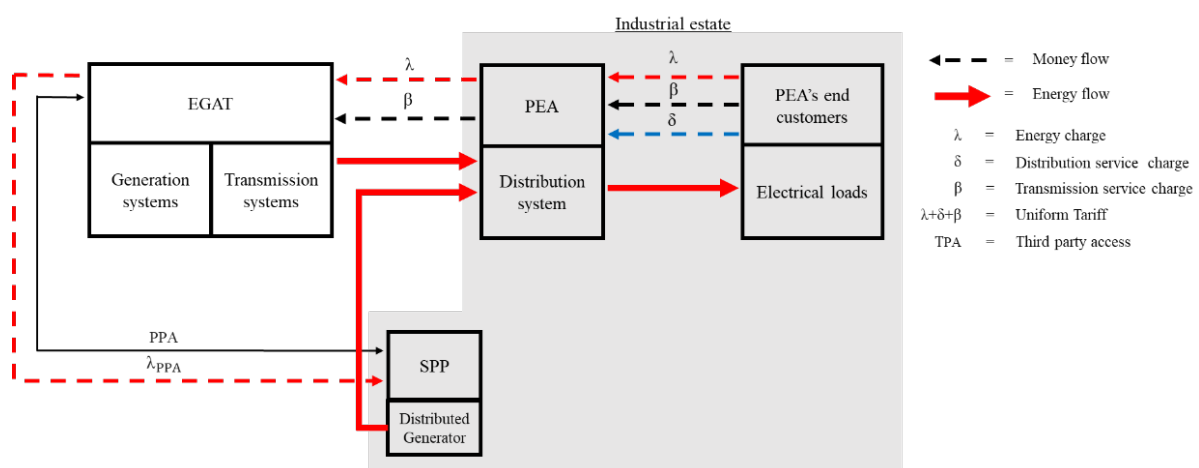 Industrial estate
λ
β
EGAT
Generation
systems
Transmission
systems
PEA
Distribution
system
λ
β
δ
PEA's end
customers
Electrical loads
PPA
λPPA
SPP
Distributed
Generator
= Money flow
= Energy flow
λ = Energy charge
δ = Distribution service charge
β = Transmission service charge
λ+δ+β = Uniform Tariff
TPA = Third party access